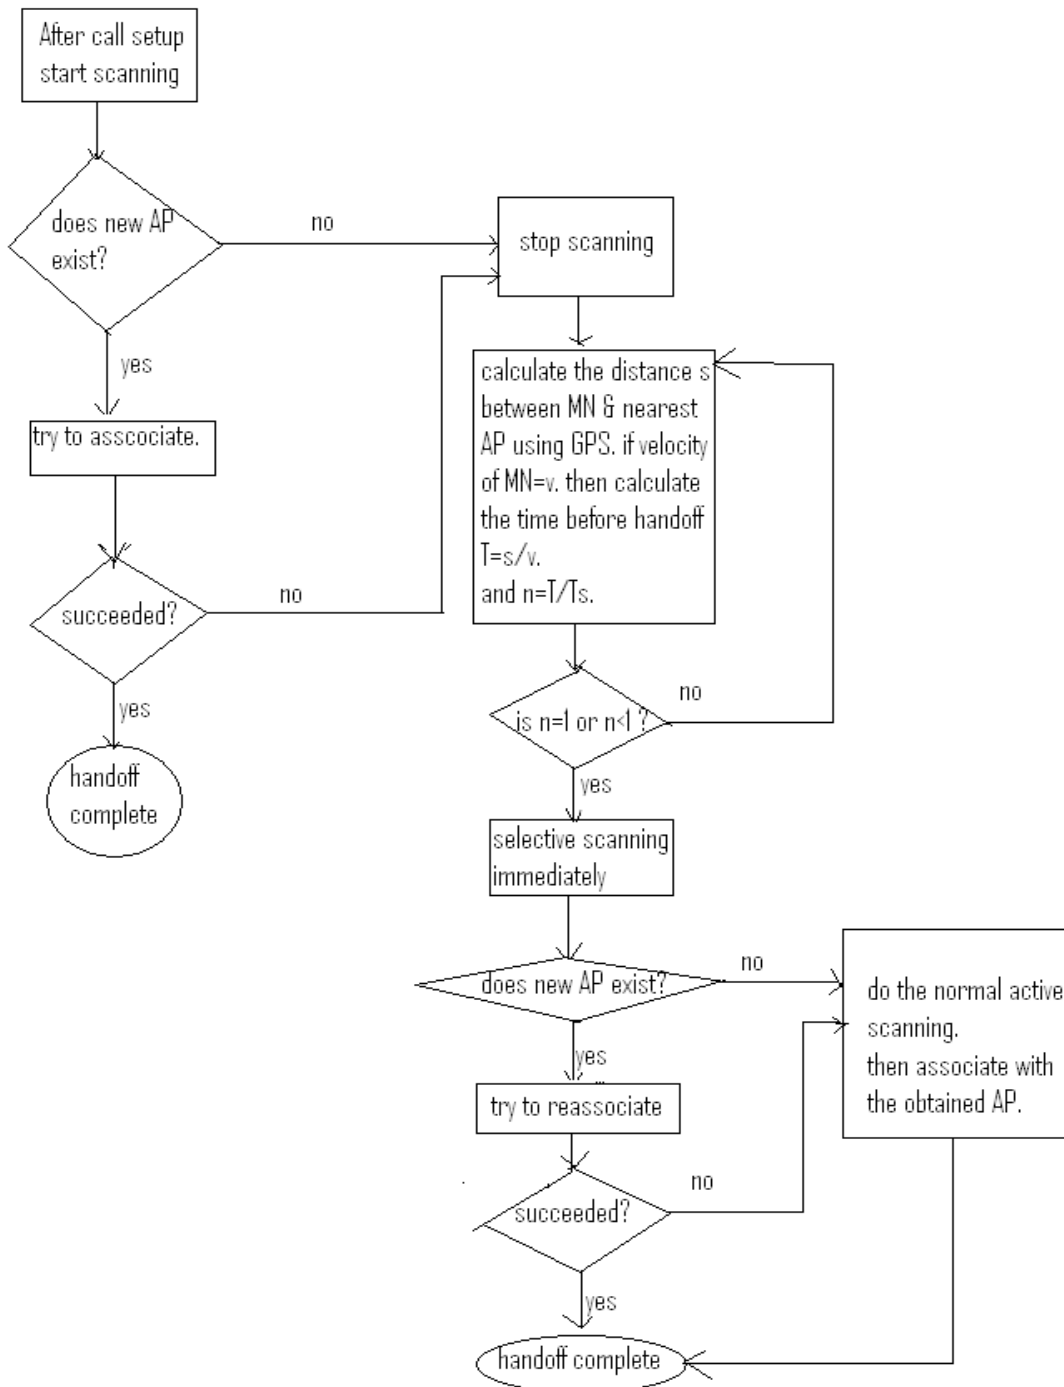 After call setup
start scanning
does new AP
exist?
no
stop scanning
yes
try to asscociate.
calculate the distance s
between MN & nearest
AP using GPS. if velocity
of MN=v. then calculate
the time before handoff
T=s/v.
and n=T/Ts.
succeeded?
no
yes
handoff
complete
is n=1 or n<1 ?
no
yes
selective scanning
immediately
does new AP exist?
no
do the normal active
scanning.
then associate with
the obtained AP.
yes
try to reassociate
succeeded?
no
yes
handoff complete